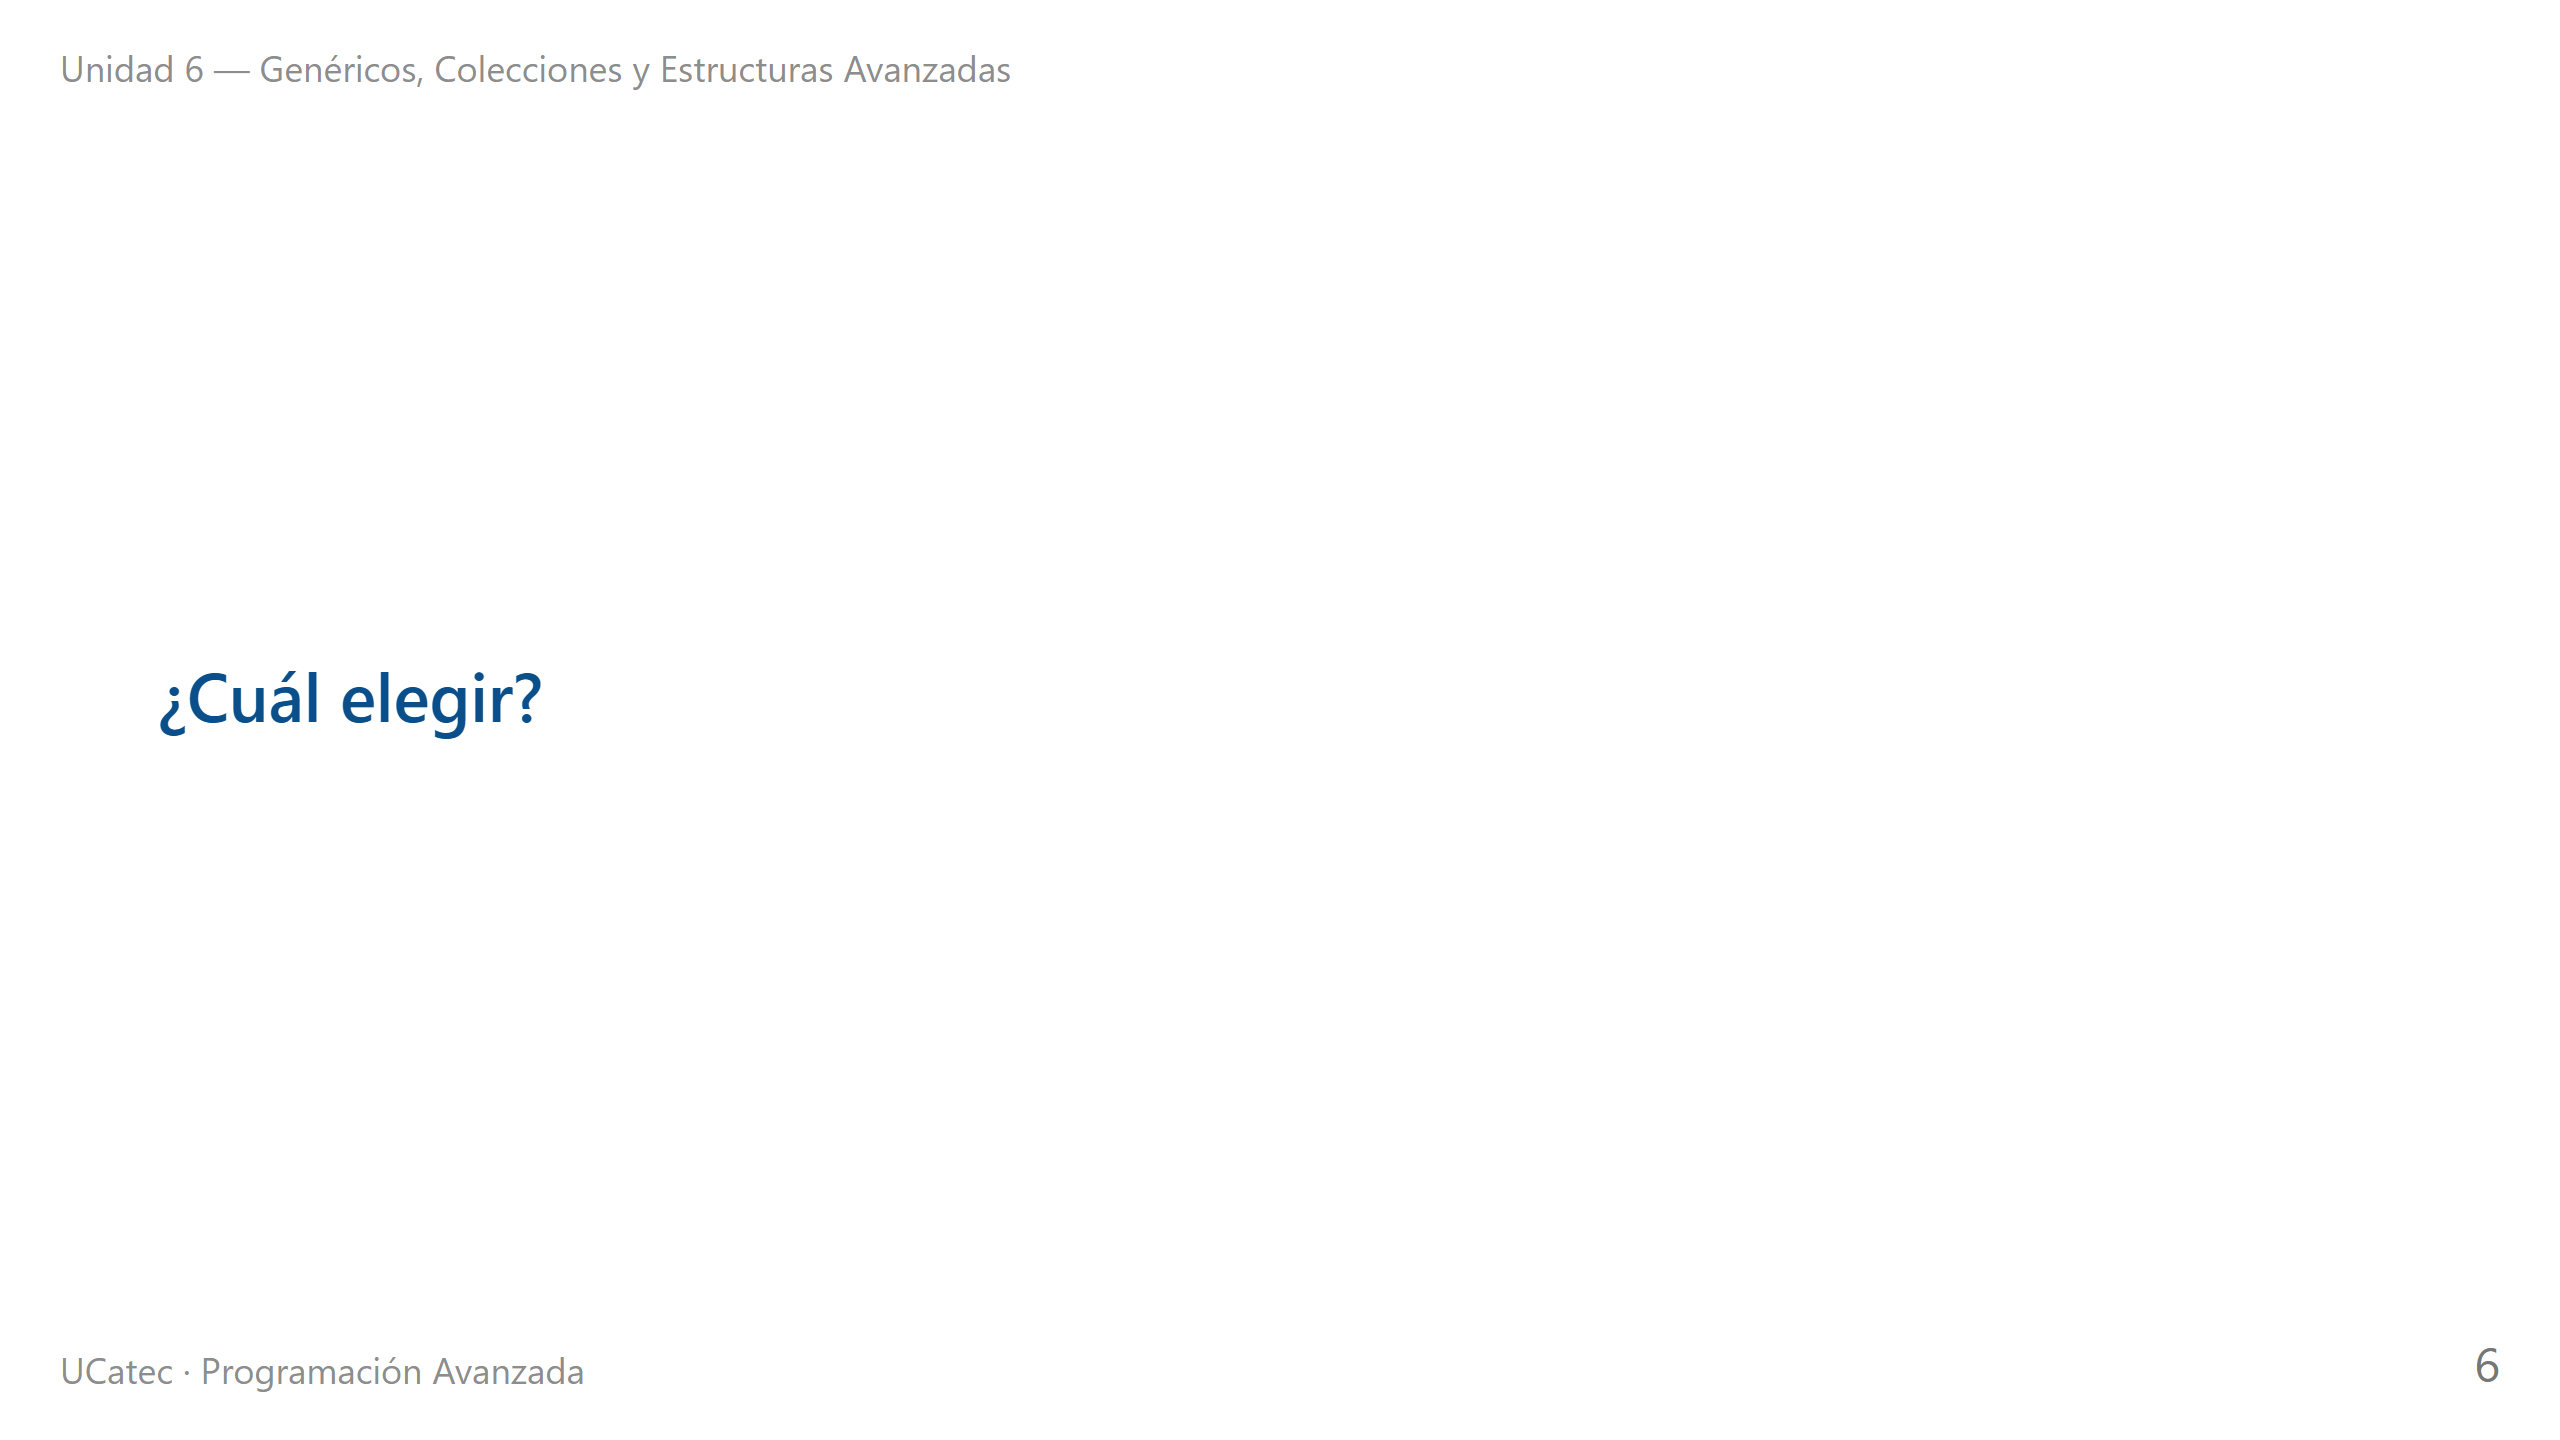 Unidad 6 — Genéricos, Colecciones y Estructuras Avanzadas
¿Cuál elegir?
UCatec · Programación Avanzada
6